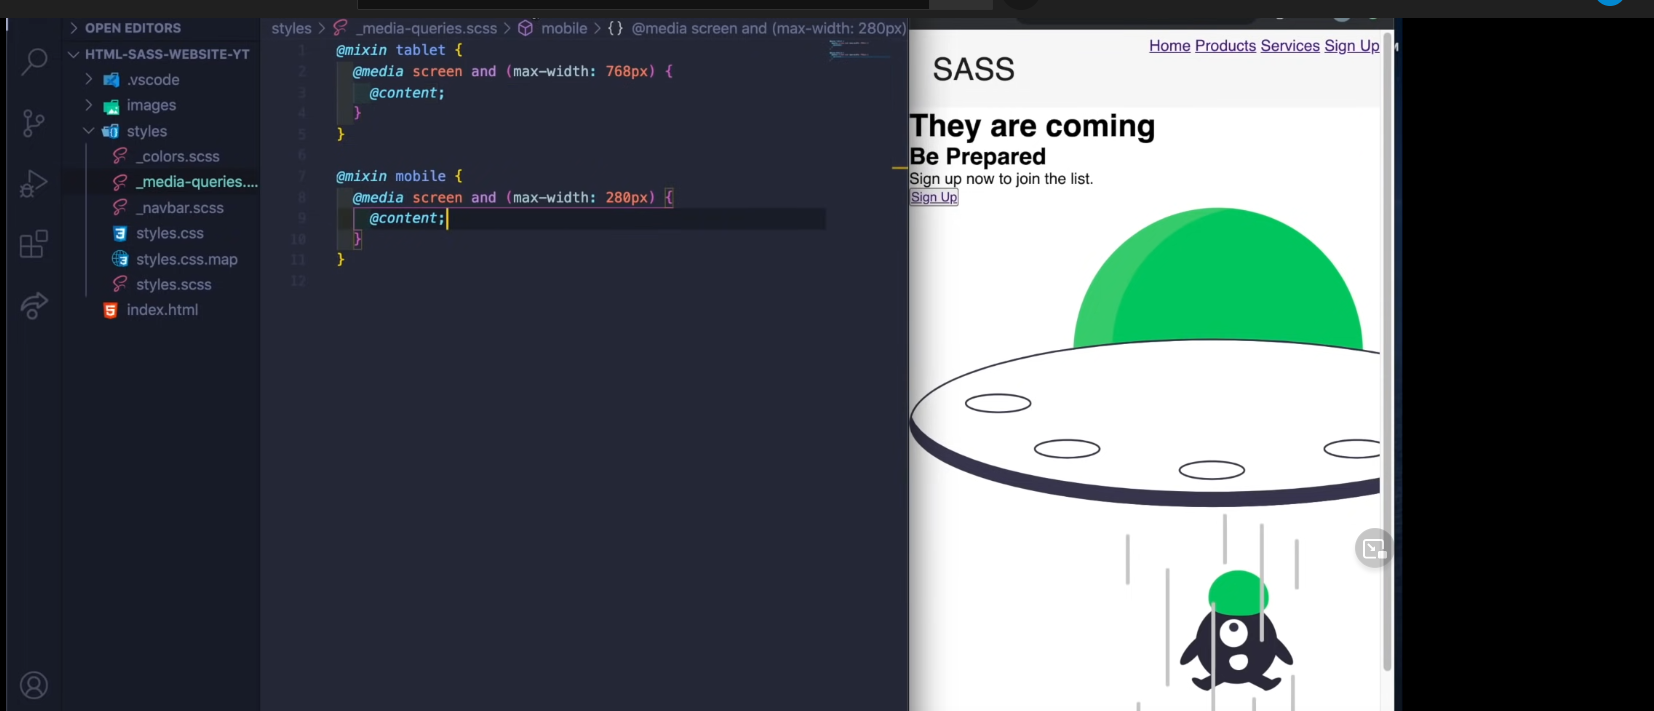 OPEN EDITORS
HTML-SASS-WEBSITE-YT
.vscode
images
styles
_colors.scss
_media-queries....
_navbar.scss
styles.css
styles.css.map
styles.scss
index.html
styles > _media-queries.scss > mobile > {} @media screen and (max-width: 280px)
1 @mixin tablet {
2 @media screen and (max-width: 768px) {
3 @content;
4 }
5 }
6
7 @mixin mobile {
8 @media screen and (max-width: 280px) {
9 @content;
10 }
11 }
12
SASS
Home Products Services Sign Up
They are coming
Be Prepared
Sign up now to join the list.
Sign Up